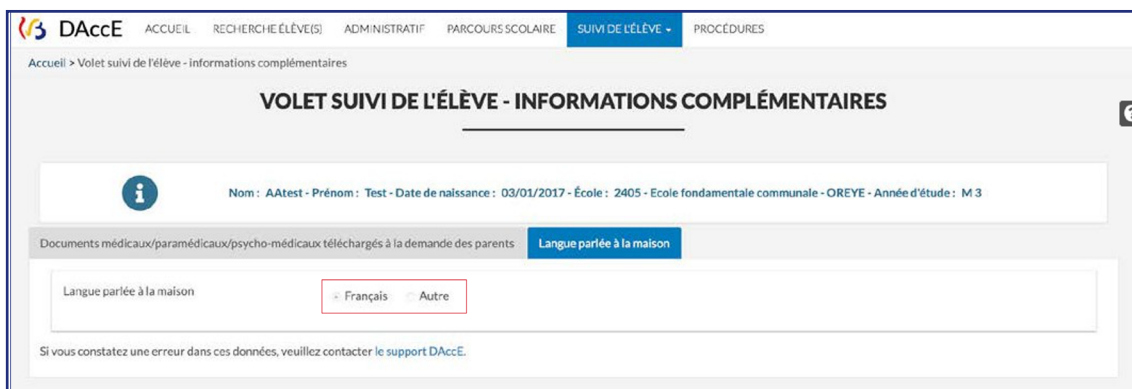 DAccE ACCUEIL RECHERCHE ÉLÈVE(S) ADMINISTRATIF PARCOURS SCOLAIRE SUIVI DE L'ÉLÈVE PROCÉDURES
Accueil > Volet suivi de l'élève - informations complémentaires
VOLET SUIVI DE L'ÉLÈVE - INFORMATIONS COMPLÉMENTAIRES
Nom : AAtest - Prénom : Test - Date de naissance : 03/01/2017 - École : 2405 - Ecole fondamentale communale - OREYE - Année d'étude : M 3
Documents médicaux/paramédicaux/psycho-médicaux téléchargés à la demande des parents Langue parlée à la maison
Langue parlée à la maison Français Autre
Si vous constatez une erreur dans ces données, veuillez contacter le support DAccE.